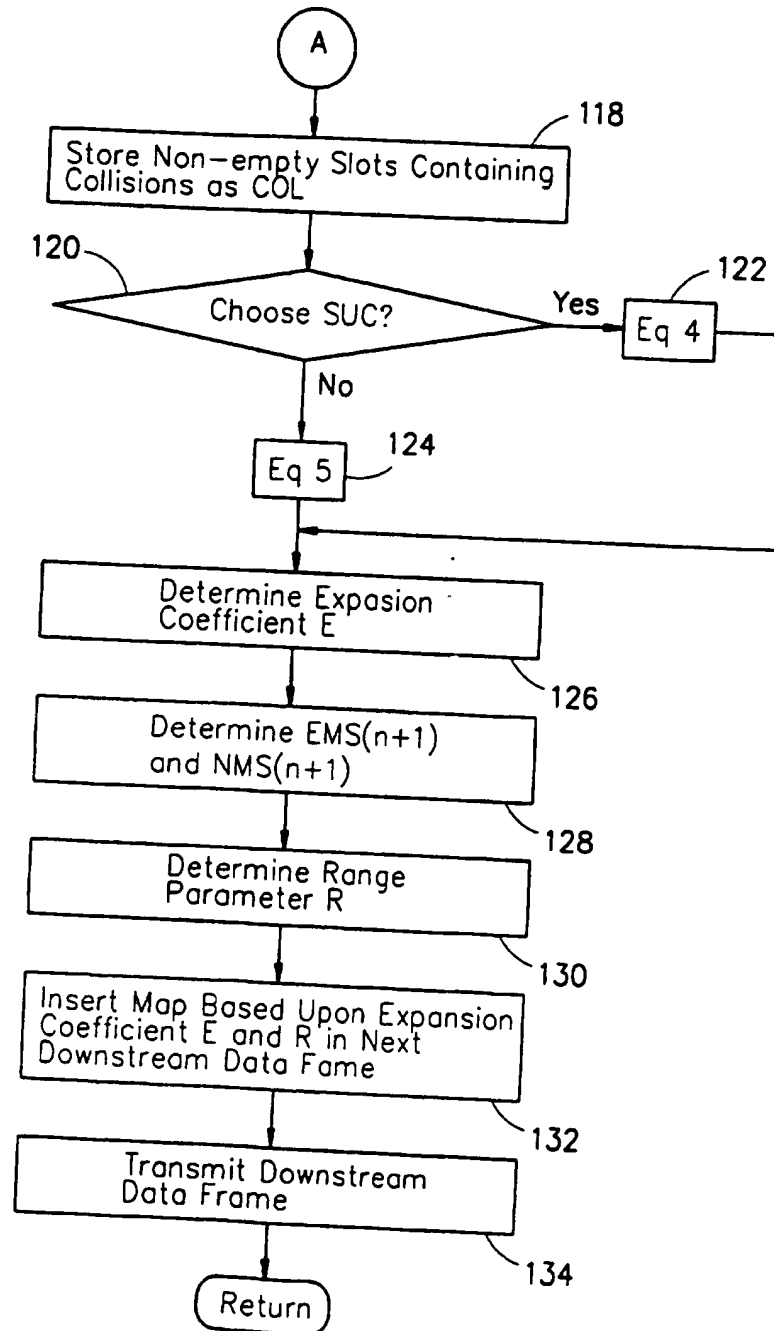 A
118
Store Non-empty Slots Containing
Collisions as COL
120
Choose SUC?
Yes
122
Eq 4
No
Eq 5
124
Determine Expasion
Coefficient E
126
Determine EMS(n+1)
and NMS(n+1)
128
Determine Range
Parameter R
130
Insert Map Based Upon Expansion
Coefficient E and R in Next
Downstream Data Fame
132
Transmit Downstream
Data Frame
134
Return